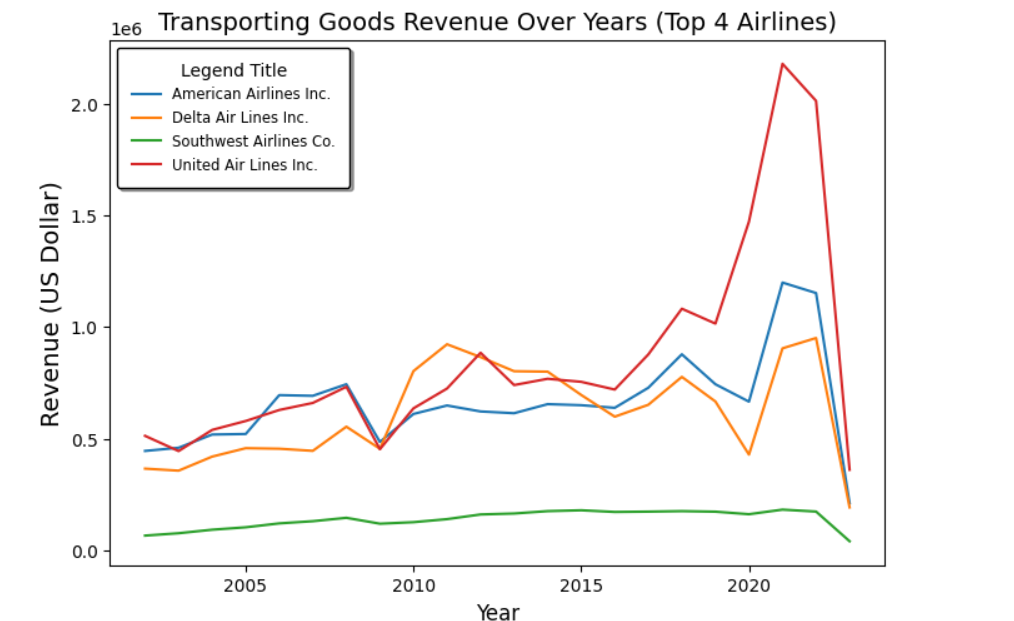 Transporting Goods Revenue Over Years (Top 4 Airlines)
1e6
Legend Title
American Airlines Inc.
Delta Air Lines Inc.
Southwest Airlines Co.
United Air Lines Inc.
Revenue (US Dollar)
2.0
1.5
1.0
0.5
0.0
2005 2010 2015 2020
Year